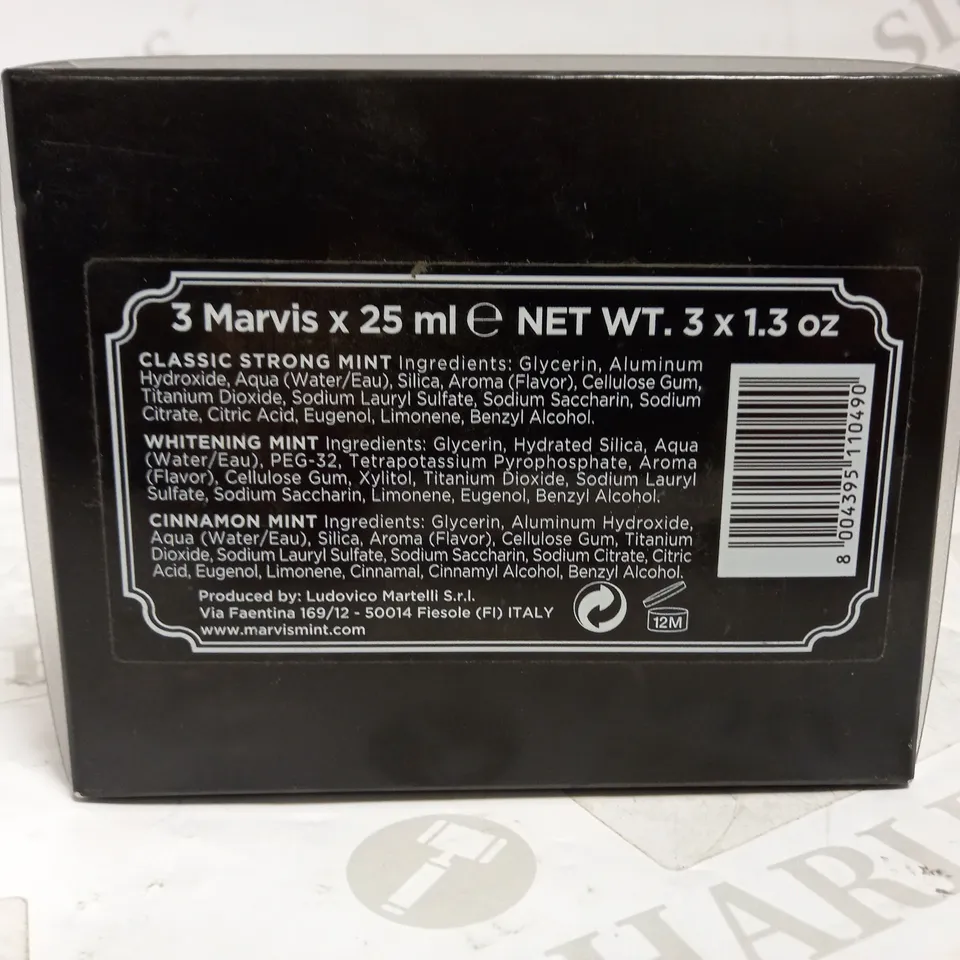 3 Marvis x 25 ml ℮ NET WT. 3 x 1.3 oz
CLASSIC STRONG MINT Ingredients: Glycerin, Aluminum
Hydroxide, Aqua (Water/Eau), Silica, Aroma (Flavor), Cellulose Gum,
Titanium Dioxide, Sodium Lauryl Sulfate, Sodium Saccharin, Sodium
Citrate, Citric Acid, Eugenol, Limonene, Benzyl Alcohol.
WHITENING MINT Ingredients: Glycerin, Hydrated Silica, Aqua
(Water/Eau), PEG-32, Tetrapotassium Pyrophosphate, Aroma
(Flavor), Cellulose Gum, Xylitol, Titanium Dioxide, Sodium Lauryl
Sulfate, Sodium Saccharin, Limonene, Eugenol, Benzyl Alcohol.
CINNAMON MINT Ingredients: Glycerin, Aluminum Hydroxide,
Aqua (Water/Eau), Silica, Aroma (Flavor), Cellulose Gum, Titanium
Dioxide, Sodium Lauryl Sulfate, Sodium Saccharin, Sodium Citrate, Citric
Acid, Eugenol, Limonene, Cinnamal, Cinnamyl Alcohol, Benzyl Alcohol.
Produced by: Ludovico Martelli S.r.l.
Via Faentina 169/12 - 50014 Fiesole (FI) ITALY
www.marvismint.com
12M
8 004395 110490